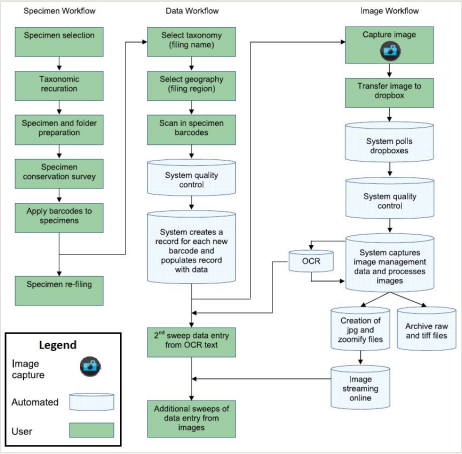 Specimen Workflow
Specimen selection
Taxonomic
recuration
Specimen and folder
preparation
Specimen
conservation survey
Apply barcodes to
specimens
Specimen re-filing
Data Workflow
Select taxonomy
(filing name)
Select geography
(filing region)
Scan in specimen
barcodes
System quality
control
System creates a
record for each new
barcode and
populates record
with data
2nd sweep data entry
from OCR text
Additional sweeps of
data entry from
images
Image Workflow
Capture image
Transfer image to
dropbox
System polls
dropboxes
System quality
control
OCR
System captures
image management
data and processes
images
Creation of
jpg and
zoomify files
Archive raw
and tiff files
Image
streaming
online
Legend
Image
capture
Automated
User